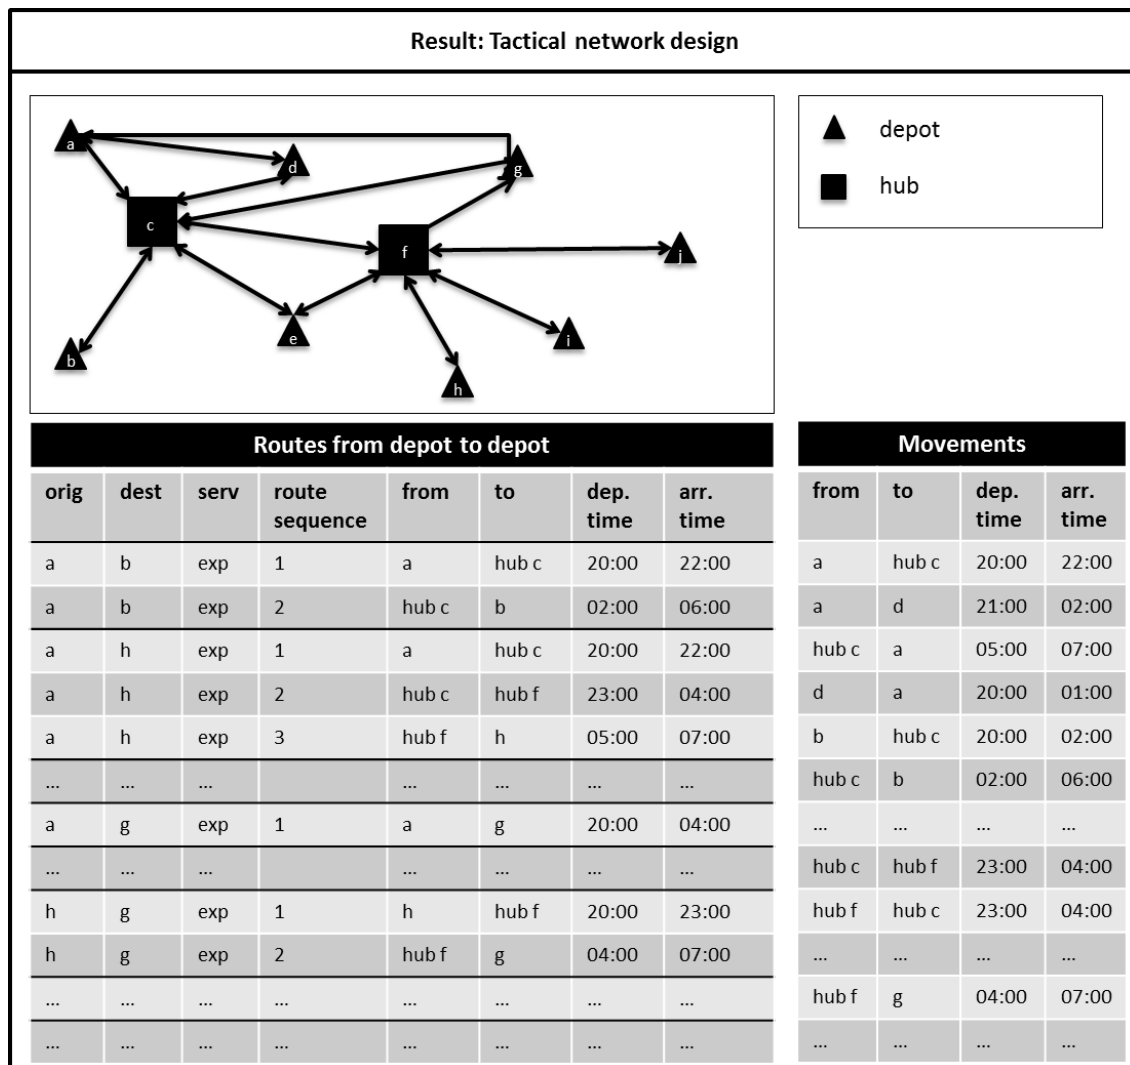 Result: Tactical network design
a
d
g
c
f
j
b
e
i
h
depot
hub
Routes from depot to depot
orig dest serv route sequence from to dep. time arr. time
a b exp 1 a hub c 20:00 22:00
a b exp 2 hub c b 02:00 06:00
a h exp 1 a hub c 20:00 22:00
a h exp 2 hub c hub f 23:00 04:00
a h exp 3 hub f h 05:00 07:00
... ... ... ... ... ... ...
a g exp 1 a g 20:00 04:00
... ... ... ... ... ... ...
h g exp 1 h hub f 20:00 23:00
h g exp 2 hub f g 04:00 07:00
... ... ... ... ... ... ... ...
... ... ... ... ... ... ... ...
Movements
from to dep. time arr. time
a hub c 20:00 22:00
a d 21:00 02:00
hub c a 05:00 07:00
d a 20:00 01:00
b hub c 20:00 02:00
hub c b 02:00 06:00
... ... ... ...
hub c hub f 23:00 04:00
hub f hub c 23:00 04:00
... ... ... ...
hub f g 04:00 07:00
... ... ... ...